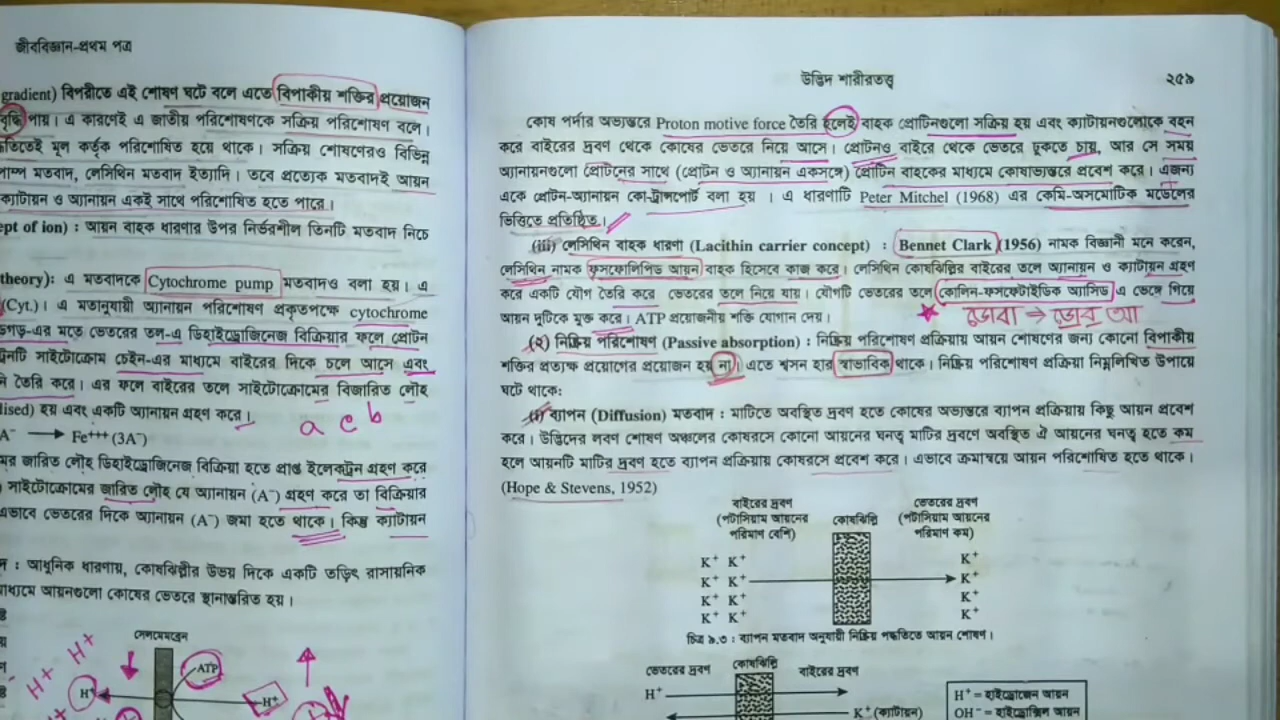 জীববিজ্ঞান-প্রথম পত্র
gradient) বিপরীতে এই শোষণ ঘটে বলে এতে বিপাকীয় শক্তির প্রয়োজন
বৃদ্ধি পায়। এ কারণেই এ জাতীয় পরিশোষণকে সক্রিয় পরিশোষণ বলে।
তিতেই মূল কর্তৃক পরিশোষিত হয়ে থাকে। সক্রিয় শোষণেরও বিভিন্ন
পাম্প মতবাদ, লেসিথিন মতবাদ ইত্যাদি। তবে প্রত্যেক মতবাদই আয়ন
ক্যাটায়ন ও অ্যানায়ন একই সাথে পরিশোষিত হতে পারে।
ept of ion) : আয়ন বাহক ধারণার উপর নির্ভরশীল তিনটি মতবাদ নিচে
theory): এ মতবাদকে Cytochrome pump মতবাদও বলা হয়। এ
(Cyt.)। এ মতানুযায়ী অ্যানায়ন পরিশোষণ প্রকৃতপক্ষে cytochrome
ডগড়-এর মতে ভেতরের তল-এ ডিহাইড্রোজিনেজ বিক্রিয়ার ফলে প্রোটন
ট্রনটি সাইটোক্রোম চেইন-এর মাধ্যমে বাইরের দিকে চলে আসে এবং
নি তৈরি করে। এর ফলে বাইরের তলে সাইটোক্রোমের বিজারিত লৌহ
lised) হয় এবং একটি অ্যানায়ন গ্রহণ করে।
a c b
A⁻ ⟶ Fe⁺⁺⁺ (3A⁻)
মের জারিত লৌহ ডিহাইড্রোজিনেজ বিক্রিয়া হতে প্রাপ্ত ইলেকট্রন গ্রহণ করে
সাইটোক্রোমের জারিত লৌহ যে অ্যানায়ন (A⁻) গ্রহণ করে তা বিক্রিয়ার
এভাবে ভেতরের দিকে অ্যানায়ন (A⁻) জমা হতে থাকে। কিন্তু ক্যাটায়ন
ন : আধুনিক ধারণায়, কোষঝিল্লীর উভয় দিকে একটি তড়িৎ রাসায়নিক
মাধ্যমে আয়নগুলো কোষের ভেতরে স্থানান্তরিত হয়।
সেলমেমব্রেন
H⁺ H⁺
ATP
H⁺ H⁺
উদ্ভিদ শারীরতত্ত্ব ২৫৯
কোষ পর্দার অভ্যন্তরে Proton motive force তৈরি হলেই বাহক প্রোটিনগুলো সক্রিয় হয় এবং ক্যাটায়নগুলোকে বহন
করে বাইরের দ্রবণ থেকে কোষের ভেতরে নিয়ে আসে। প্রোটনও বাইরে থেকে ভেতরে ঢুকতে চায়, আর সে সময়
অ্যানায়নগুলো প্রোটনের সাথে (প্রোটন ও অ্যানায়ন একসঙ্গে) প্রোটিন বাহকের মাধ্যমে কোষাভ্যন্তরে প্রবেশ করে। এজন্য
একে প্রোটন-অ্যানায়ন কো-ট্রান্সপোর্ট বলা হয় । এ ধারণাটি Peter Mitchel (1968) এর কেমি-অসমোটিক মডেলের
ভিত্তিতে প্রতিষ্ঠিত।
(iii) লেসিথিন বাহক ধারণা (Lacithin carrier concept) : Bennet Clark (1956) নামক বিজ্ঞানী মনে করেন,
লেসিথিন নামক ফসফোলিপিড আয়ন বাহক হিসেবে কাজ করে। লেসিথিন কোষঝিল্লির বাইরের তলে অ্যানায়ন ও ক্যাটায়ন গ্রহণ
করে একটি যৌগ তৈরি করে ভেতরের তলে নিয়ে যায়। যৌগটি ভেতরের তলে কোলিন-ফসফেটাইডিক অ্যাসিড এ ভেঙ্গে গিয়ে
আয়ন দুটিকে মুক্ত করে। ATP প্রয়োজনীয় শক্তি যোগান দেয়।
(২) নিষ্ক্রিয় পরিশোষণ (Passive absorption) : নিষ্ক্রিয় পরিশোষণ প্রক্রিয়ায় আয়ন শোষণের জন্য কোনো বিপাকীয়
শক্তির প্রত্যক্ষ প্রয়োগের প্রয়োজন হয় না। এতে শ্বসন হার স্বাভাবিক থাকে। নিষ্ক্রিয় পরিশোষণ প্রক্রিয়া নিম্নলিখিত উপায়ে
ঘটে থাকে:
(i) ব্যাপন (Diffusion) মতবাদ : মাটিতে অবস্থিত দ্রবণ হতে কোষের অভ্যন্তরে ব্যাপন প্রক্রিয়ায় কিছু আয়ন প্রবেশ
করে। উদ্ভিদের লবণ শোষণ অঞ্চলের কোষরসে কোনো আয়নের ঘনত্ব মাটির দ্রবণে অবস্থিত ঐ আয়নের ঘনত্ব হতে কম
হলে আয়নটি মাটির দ্রবণ হতে ব্যাপন প্রক্রিয়ায় কোষরসে প্রবেশ করে। এভাবে ক্রমান্বয়ে আয়ন পরিশোষিত হতে থাকে।
(Hope & Stevens, 1952)
বাইরের দ্রবণ কোষঝিল্লি ভেতরের দ্রবণ
(পটাসিয়াম আয়নের (পটাসিয়াম আয়নের
পরিমাণ বেশি) পরিমাণ কম)
K⁺ K⁺ K⁺
K⁺ K⁺ K⁺
K⁺ K⁺ K⁺
K⁺ K⁺ K⁺
চিত্র ৯.৩ : ব্যাপন মতবাদ অনুযায়ী নিষ্ক্রিয় পদ্ধতিতে আয়ন শোষণ।
ভেতরের দ্রবণ কোষঝিল্লি বাইরের দ্রবণ
H⁺ H⁺ = হাইড্রোজেন আয়ন
K⁺ (ক্যাটায়ন) OH⁻ = হাইড্রক্সিল আয়ন